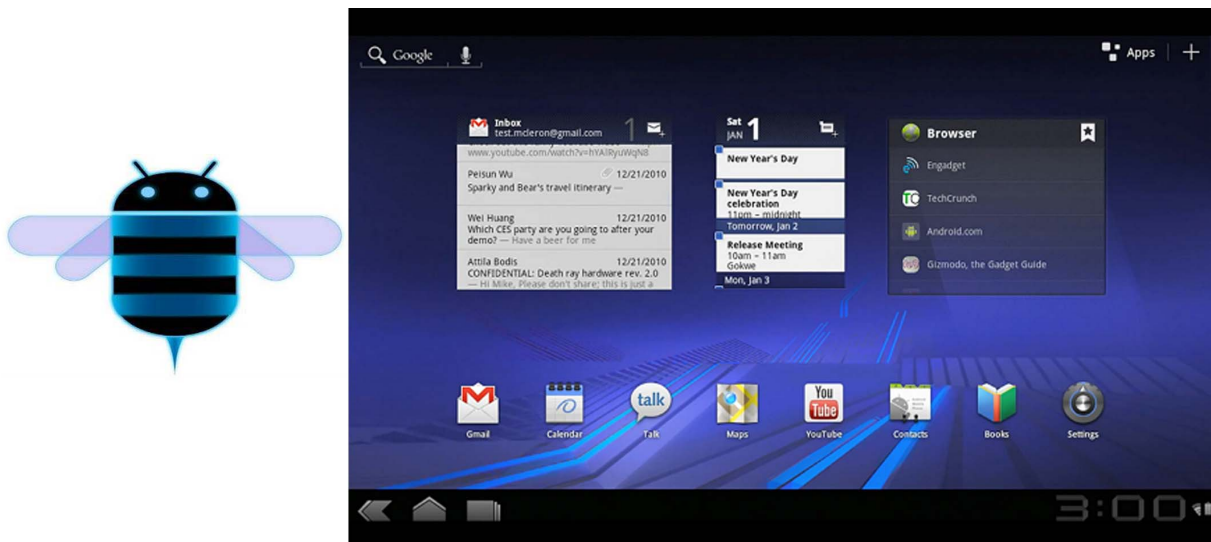 Google
Apps
Inbox
test.mcleron@gmail.com
1
www.youtube.com/watch?v=hYAlRyuWqN8
Peisun Wu 12/21/2010
Sparky and Bear's travel itinerary —
Wei Huang 12/21/2010
Which CES party are you going to after your
demo? — Have a beer for me
Attila Bodis 12/21/2010
CONFIDENTIAL: Death ray hardware rev. 2.0
— Hi Mike, Please don't share; this is just a
Sat 1
JAN
New Year's Day
New Year's Day
celebration
11pm – midnight
Tomorrow, Jan 2
Release Meeting
10am – 11am
Gokwe
Mon, Jan 3
Browser
Engadget
TechCrunch
Android.com
Gizmodo, the Gadget Guide
talk
You
Tube
Gmail
Calendar
Talk
Maps
YouTube
Contacts
Books
Settings
3:00